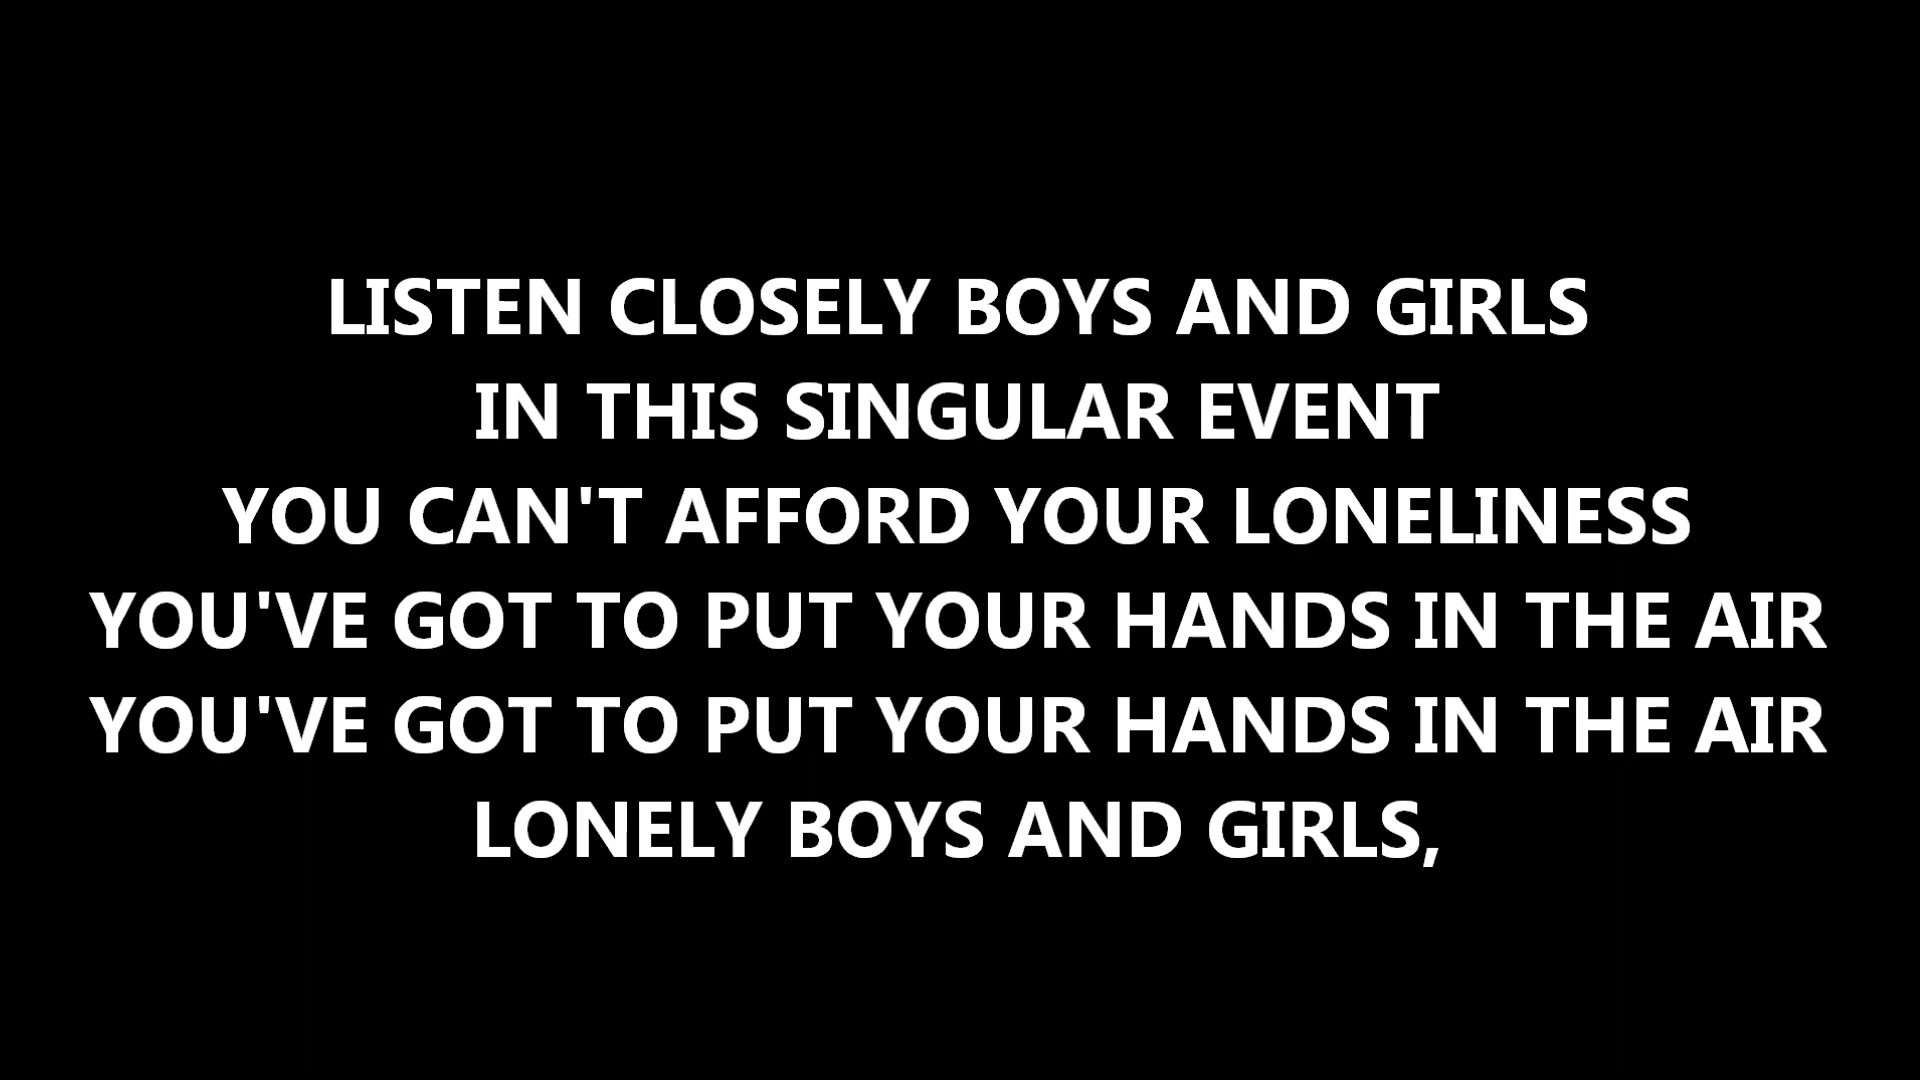 LISTEN CLOSELY BOYS AND GIRLS
IN THIS SINGULAR EVENT
YOU CAN'T AFFORD YOUR LONELINESS
YOU'VE GOT TO PUT YOUR HANDS IN THE AIR
YOU'VE GOT TO PUT YOUR HANDS IN THE AIR
LONELY BOYS AND GIRLS,